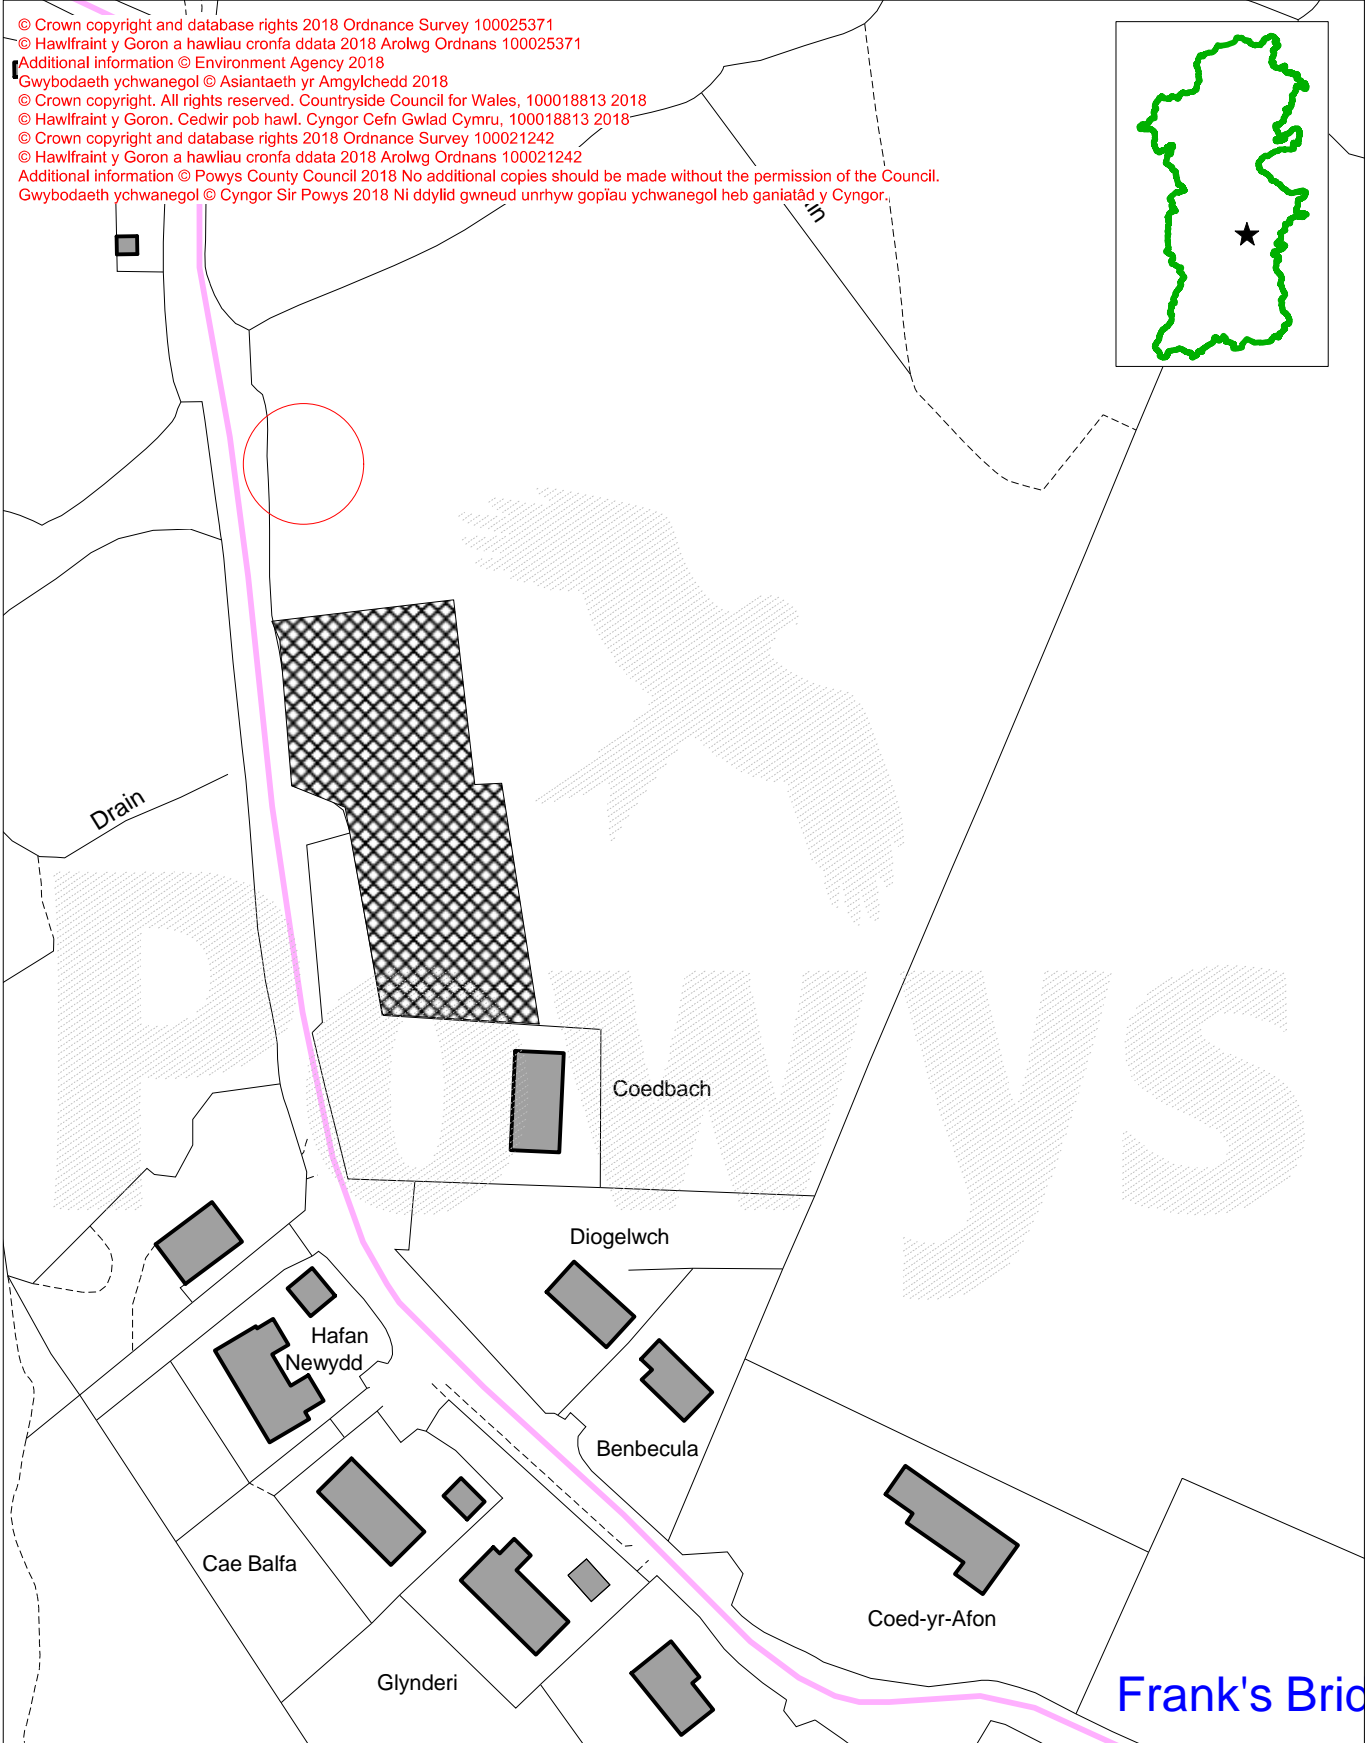 © Crown copyright and database rights 2018 Ordnance Survey 100025371
© Hawlfraint y Goron a hawliau cronfa ddata 2018 Arolwg Ordnans 100025371
Additional information © Environment Agency 2018
Gwybodaeth ychwanegol © Asiantaeth yr Amgylchedd 2018
© Crown copyright. All rights reserved. Countryside Council for Wales, 100018813 2018
© Hawlfraint y Goron. Cedwir pob hawl. Cyngor Cefn Gwlad Cymru, 100018813 2018
© Crown copyright and database rights 2018 Ordnance Survey 100021242
© Hawlfraint y Goron a hawliau cronfa ddata 2018 Arolwg Ordnans 100021242
Additional information © Powys County Council 2018 No additional copies should be made without the permission of the Council.
Gwybodaeth ychwanegol © Cyngor Sir Powys 2018 Ni ddylid gwneud unrhyw gopïau ychwanegol heb ganiatâd y Cyngor.
Drain
Powys
Coedbach
Diogelwch
Hafan
Newydd
Benbecula
Cae Balfa
Coed-yr-Afon
Glynderi
Frank's Brid